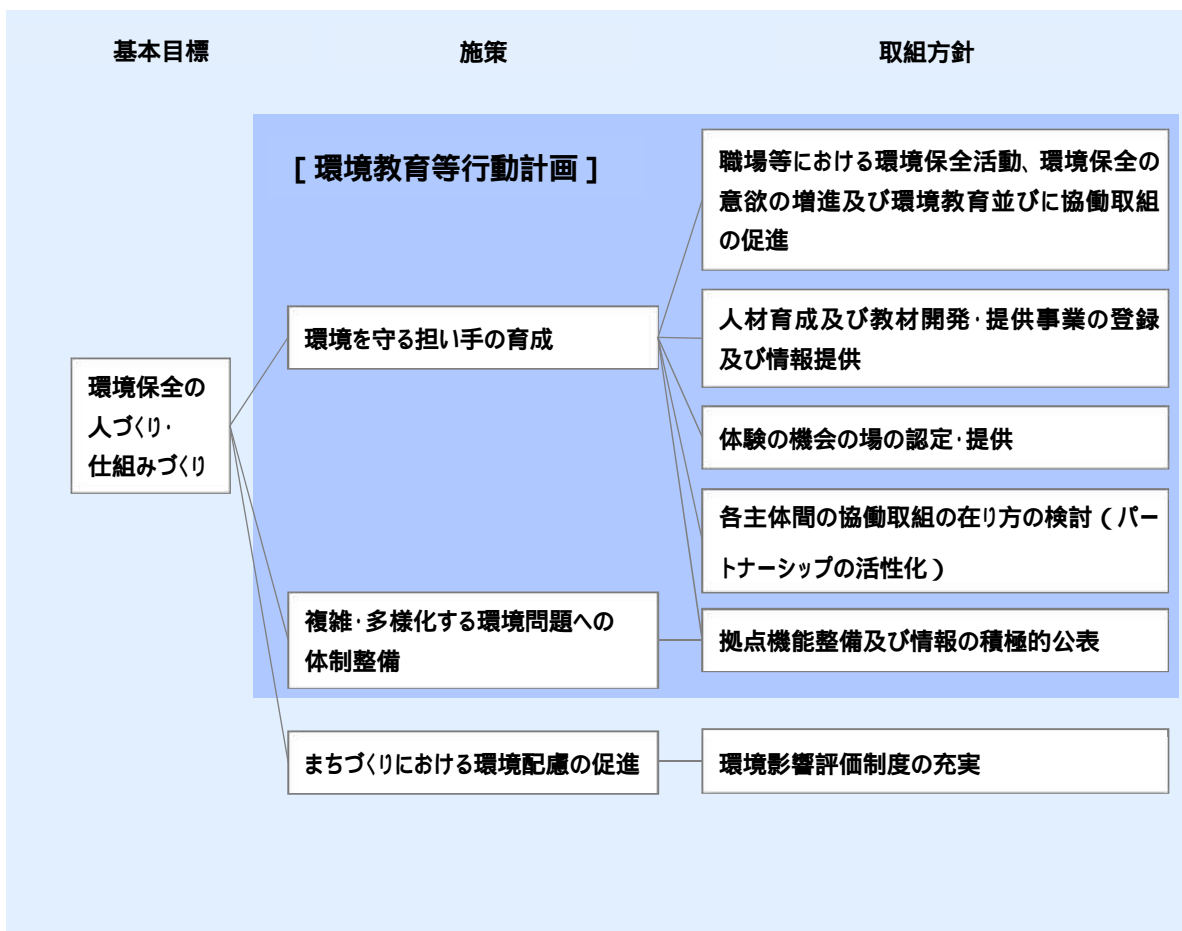 基本目標
施策
取組方針
[ 環境教育等行動計画 ]
職場等における環境保全活動、環境保全の
意欲の増進及び環境教育並びに協働取組
の促進
環境を守る担い手の育成
人材育成及び教材開発・提供事業の登録
及び情報提供
環境保全の
人づくり・
仕組みづくり
体験の機会の場の認定・提供
各主体間の協働取組の在り方の検討（パー
トナーシップの活性化）
複雑・多様化する環境問題への
体制整備
拠点機能整備及び情報の積極的公表
まちづくりにおける環境配慮の促進
環境影響評価制度の充実